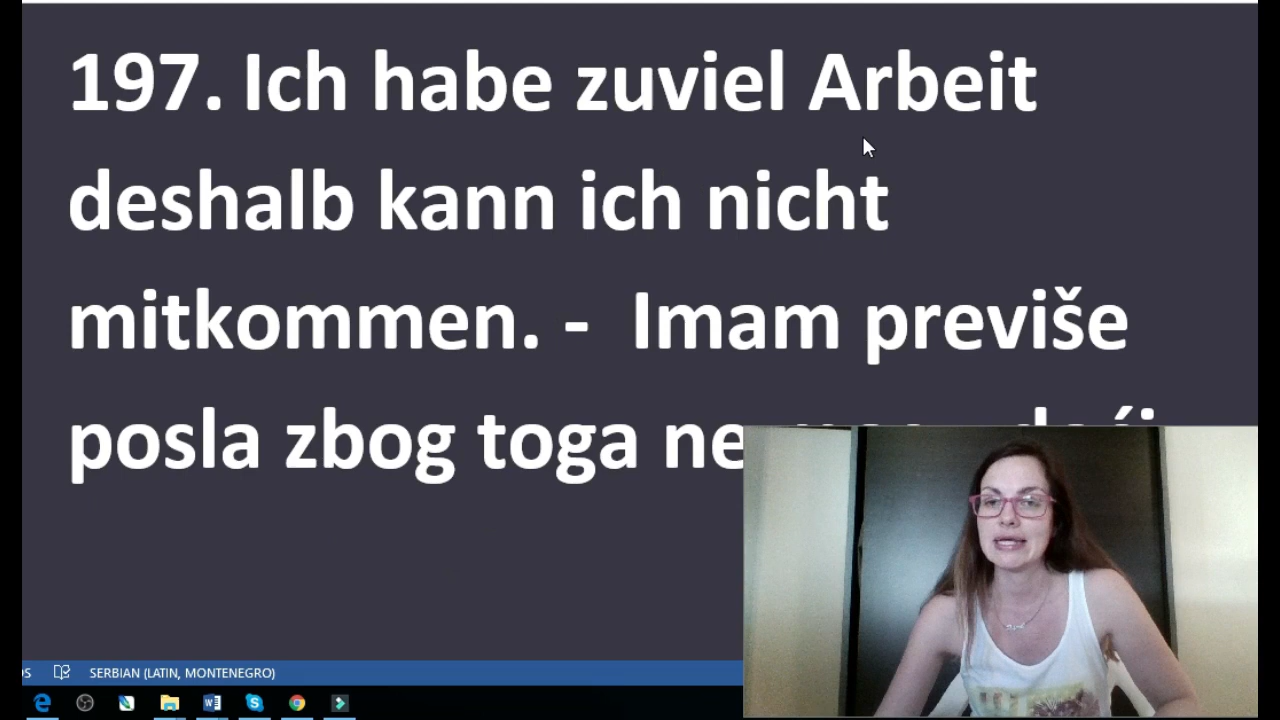 197. Ich habe zuviel Arbeit
deshalb kann ich nicht
mitkommen. - Imam previše
posla zbog toga ne
SERBIAN (LATIN, MONTENEGRO)